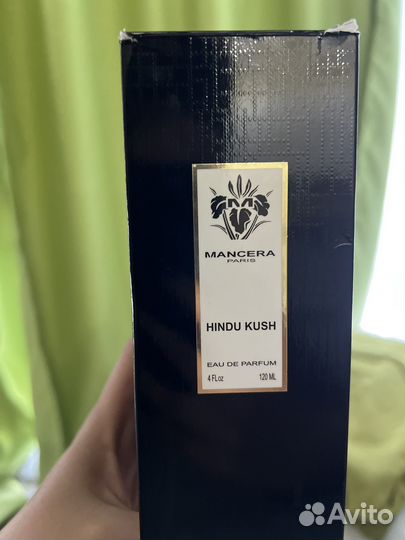 M
MANCERA
PARIS
HINDU KUSH
EAU DE PARFUM
4 FLoz 120 ML
Avito